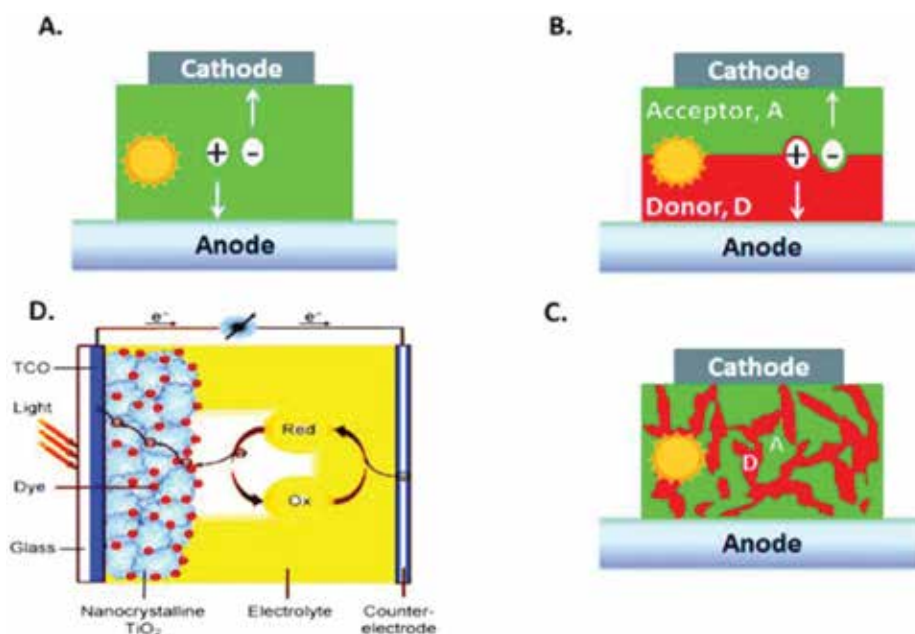 A.
Cathode
+ -
Anode
B.
Cathode
Acceptor, A
+ -
Donor, D
Anode
D.
e⁻ e⁻
TCO
Light
Dye
Glass
Red
Ox
Nanocrystalline
TiO₂
Electrolyte
Counter-
electrode
C.
Cathode
A
D
Anode